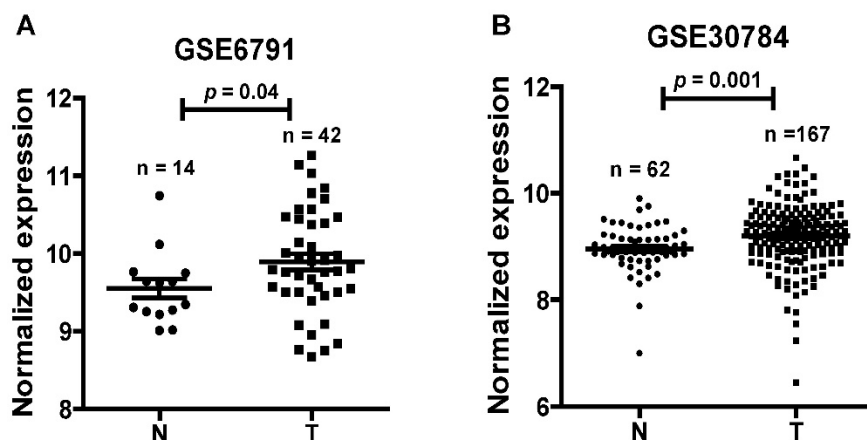 A
GSE6791
p = 0.04
n = 14
n = 42
Normalized expression
12
11
10
9
8
N
T
B
GSE30784
p = 0.001
n = 62
n =167
Normalized expression
12
10
8
6
N
T